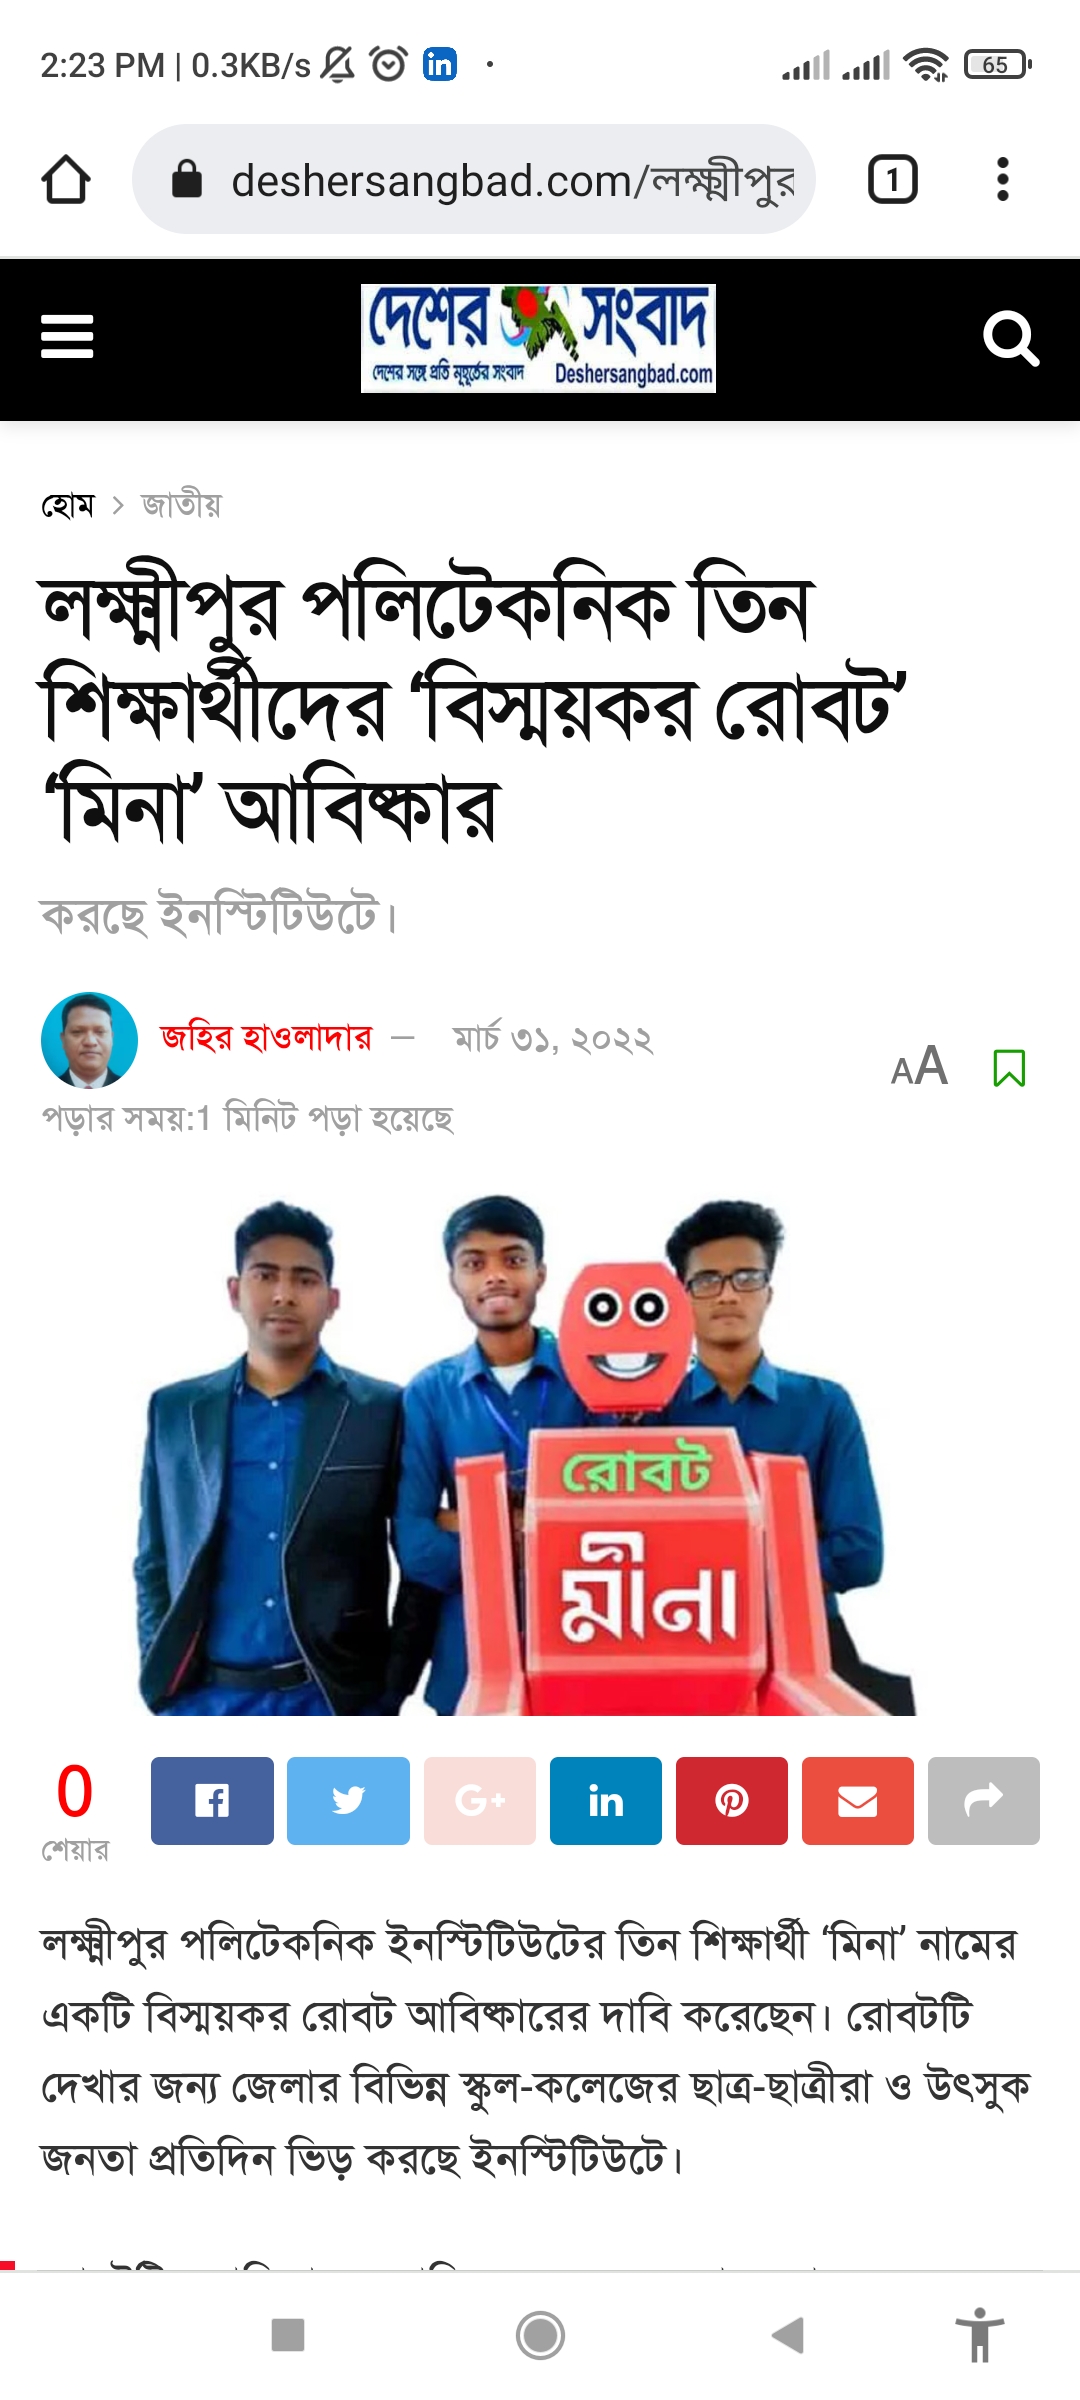 2:23 PM | 0.3KB/s
65
deshersangbad.com/লক্ষ্মীপুর
1
দেশের সংবাদ
দেশের সঙ্গে প্রতি মূহুর্তের সংবাদ Deshersangbad.com
হোম > জাতীয়
লক্ষ্মীপুর পলিটেকনিক তিন
শিক্ষার্থীদের ‘বিস্ময়কর রোবট’
‘মিনা’ আবিষ্কার
করছে ইনস্টিটিউটে।
জহির হাওলাদার — মার্চ ৩১, ২০২২
AA
পড়ার সময়:1 মিনিট পড়া হয়েছে
রোবট
মীনা
0
শেয়ার
লক্ষ্মীপুর পলিটেকনিক ইনস্টিটিউটের তিন শিক্ষার্থী ‘মিনা’ নামের
একটি বিস্ময়কর রোবট আবিষ্কারের দাবি করেছেন। রোবটটি
দেখার জন্য জেলার বিভিন্ন স্কুল-কলেজের ছাত্র-ছাত্রীরা ও উৎসুক
জনতা প্রতিদিন ভিড় করছে ইনস্টিটিউটে।